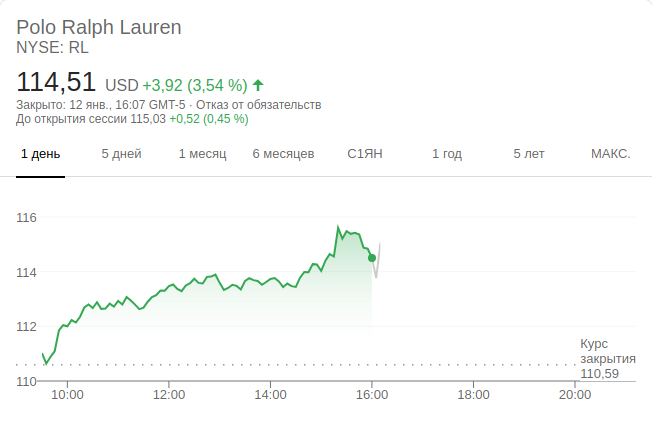 Polo Ralph Lauren
NYSE: RL
114,51 USD +3,92 (3,54 %)
Закрыто: 12 янв., 16:07 GMT-5 · Отказ от обязательств
До открытия сессии 115,03 +0,52 (0,45 %)
1 день 5 дней 1 месяц 6 месяцев С1ЯН 1 год 5 лет МАКС.
116
114
112
Курс
закрытия
110,59
110
10:00 12:00 14:00 16:00 18:00 20:00